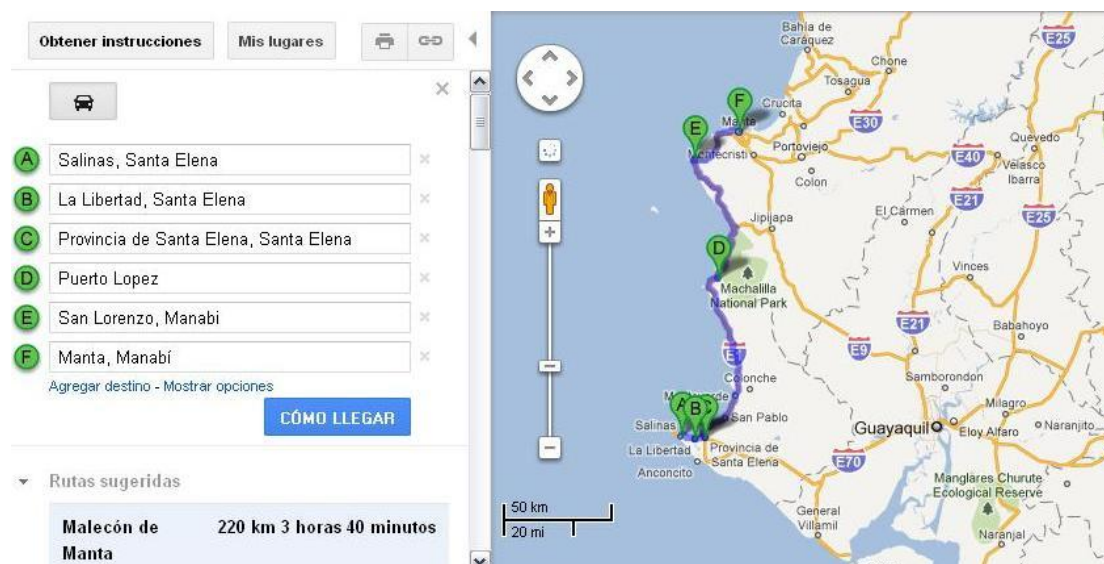 Obtener instrucciones
Mis lugares
A Salinas, Santa Elena
B La Libertad, Santa Elena
C Provincia de Santa Elena, Santa Elena
D Puerto Lopez
E San Lorenzo, Manabi
F Manta, Manabí
Agregar destino - Mostrar opciones
CÓMO LLEGAR
Rutas sugeridas
Malecón de
Manta
220 km 3 horas 40 minutos
Bahía de
Caráquez
E25
Chone
Tosagua
F
Crucita
Manta
E30
E
Montecristi
Portoviejo
Quevedo
E40
Velasco
Ibarra
Colon
E21
El Carmen
E25
Jipijapa
D
Vinces
Machalilla
National Park
E21
Babahoyo
E9
Colonche
Samborondon
Milagro
A
B
San Pablo
Salinas
Guayaquil
Eloy Alfaro
Naranjito
La Libertad
Provincia de
Santa Elena
Anconcito
E70
Manglares Churute
Ecological Reserve
50 km
20 mi
General
Villamil
Naranjal